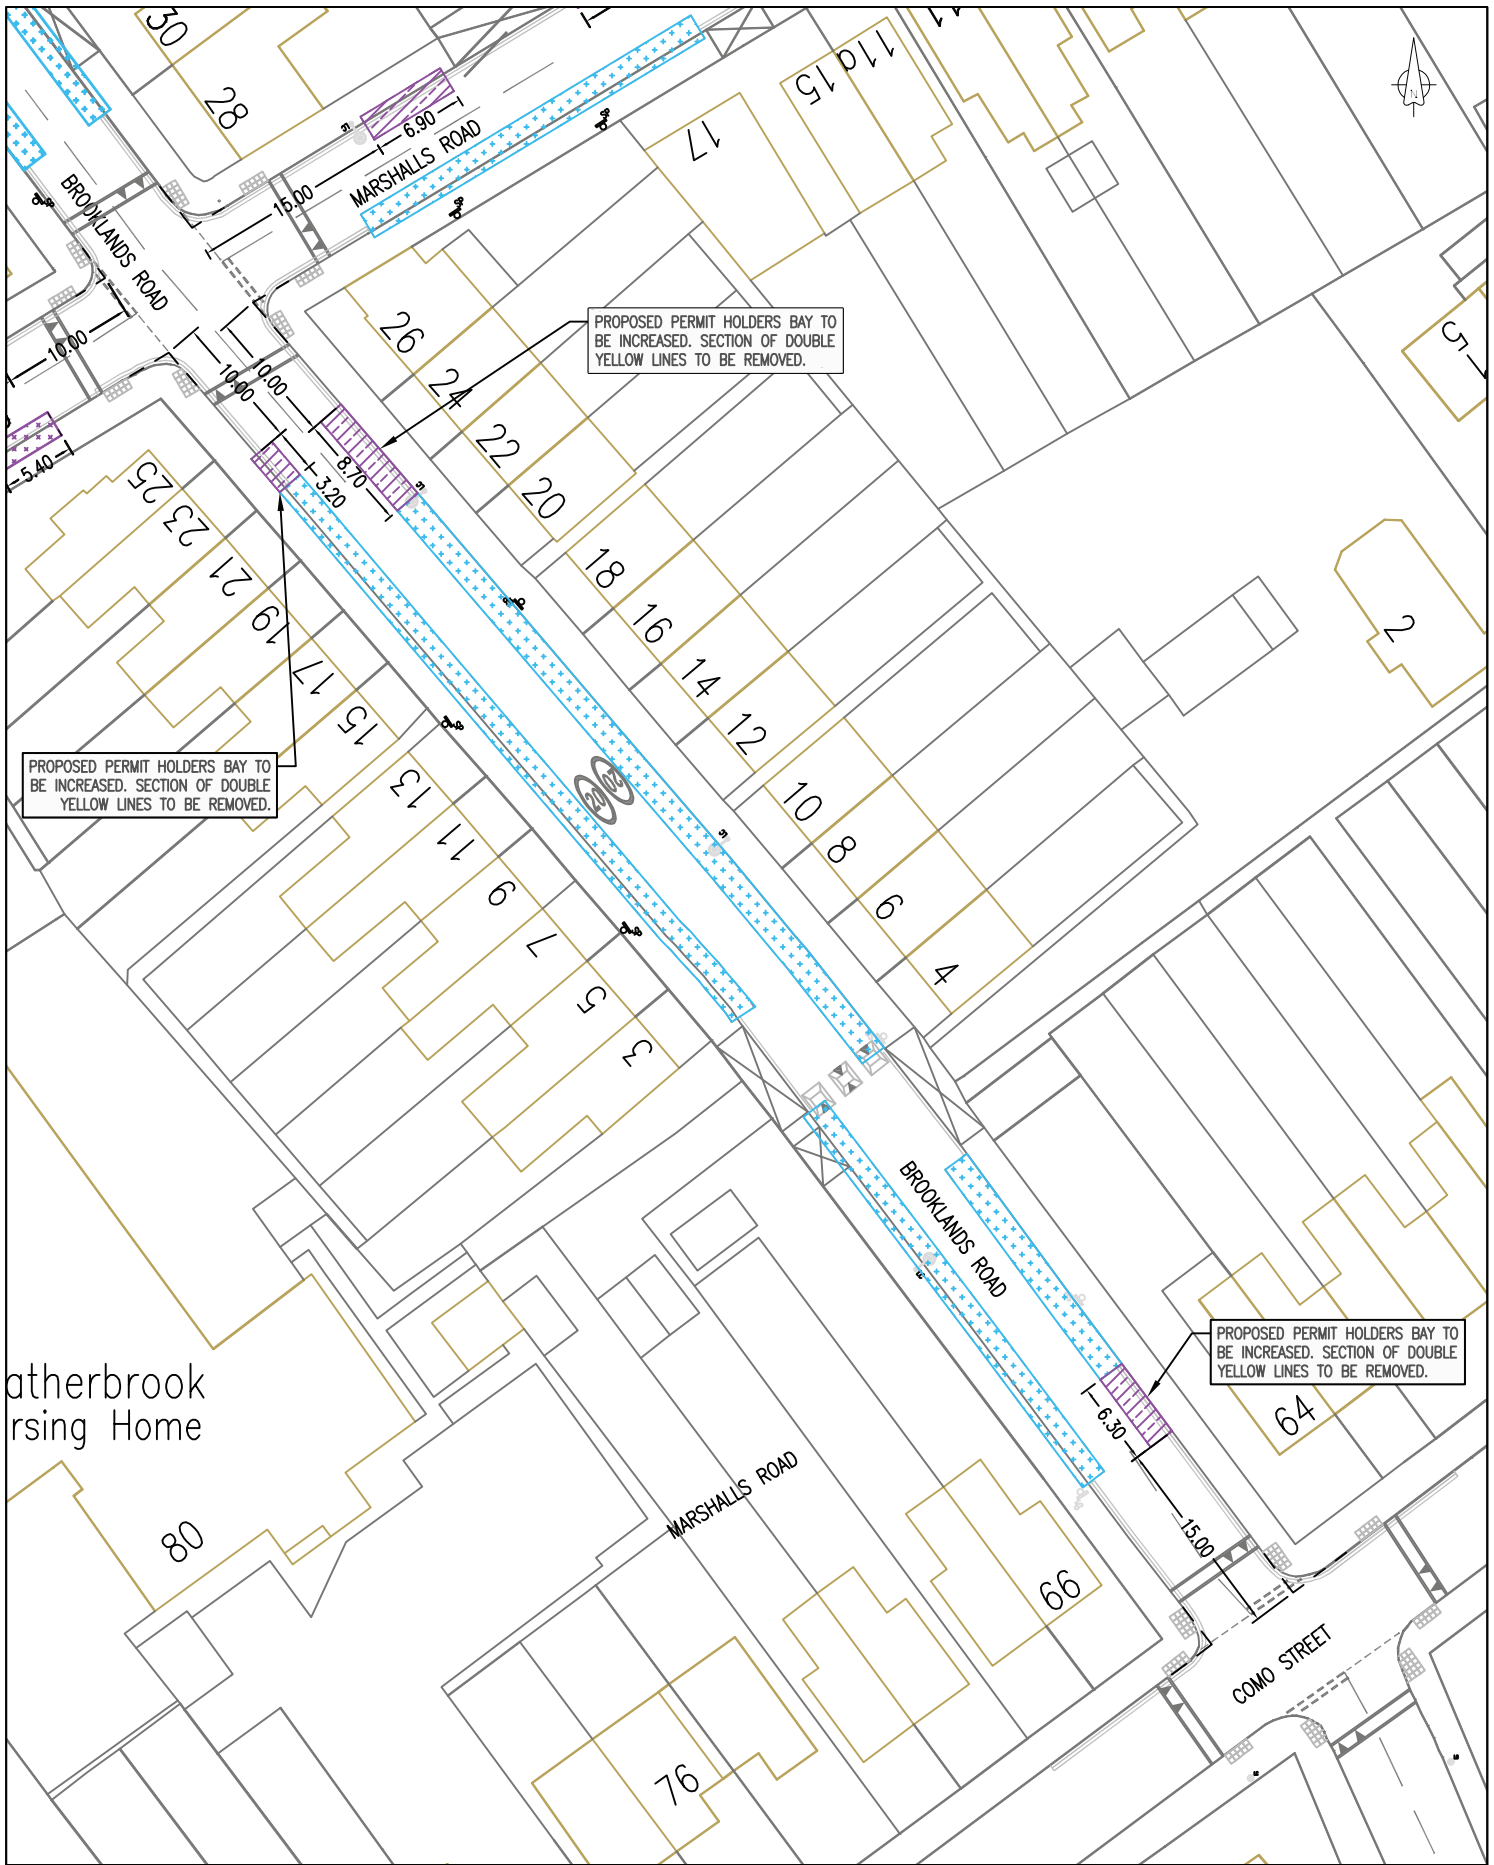 30
28
11
11a
15
17
N
6.90
MARSHALLS ROAD
15.00
BROOKLANDS ROAD
10.00
10.00
10.00
5.40
8.70
3.20
PROPOSED PERMIT HOLDERS BAY TO
BE INCREASED. SECTION OF DOUBLE
YELLOW LINES TO BE REMOVED.
26
24
22
20
18
16
14
12
10
8
6
4
5
2
25
23
21
19
17
15
13
11
9
7
5
3
PROPOSED PERMIT HOLDERS BAY TO
BE INCREASED. SECTION OF DOUBLE
YELLOW LINES TO BE REMOVED.
20
20
BROOKLANDS ROAD
PROPOSED PERMIT HOLDERS BAY TO
BE INCREASED. SECTION OF DOUBLE
YELLOW LINES TO BE REMOVED.
64
6.30
15.00
atherbrook
rsing Home
80
MARSHALLS ROAD
66
76
COMO STREET